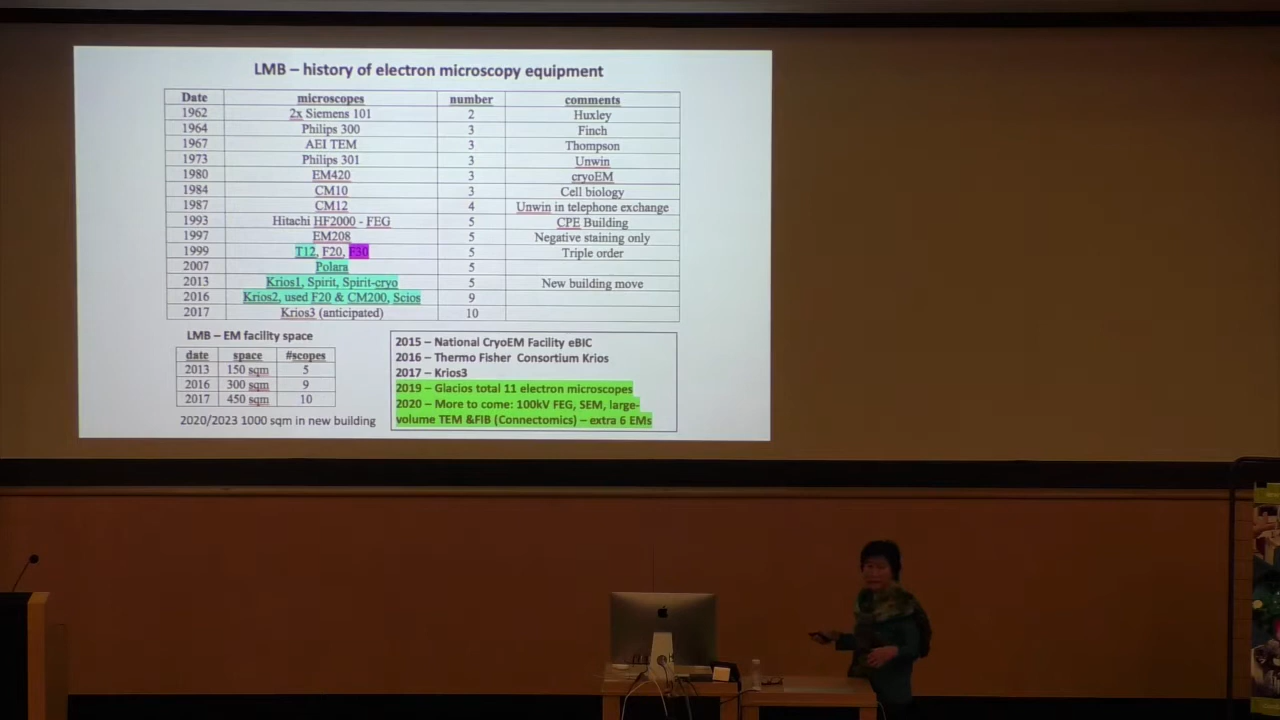 LMB – history of electron microscopy equipment
Date microscopes number comments
1962 2x Siemens 101 2 Huxley
1964 Philips 300 3 Finch
1967 AEI TEM 3 Thompson
1973 Philips 301 3 Unwin
1980 EM420 3 cryoEM
1984 CM10 3 Cell biology
1987 CM12 4 Unwin in telephone exchange
1993 Hitachi HF2000 - FEG 5 CPE Building
1997 EM208 5 Negative staining only
1999 T12, F20, F30 5 Triple order
2007 Polara 5
2013 Krios1, Spirit, Spirit-cryo 5 New building move
2016 Krios2, used F20 & CM200, Scios 9
2017 Krios3 (anticipated) 10
LMB – EM facility space
date space #scopes
2013 150 sqm 5
2016 300 sqm 9
2017 450 sqm 10
2020/2023 1000 sqm in new building
2015 – National CryoEM Facility eBIC
2016 – Thermo Fisher Consortium Krios
2017 – Krios3
2019 – Glacios total 11 electron microscopes
2020 – More to come: 100kV FEG, SEM, large-
volume TEM &FIB (Connectomics) – extra 6 EMs